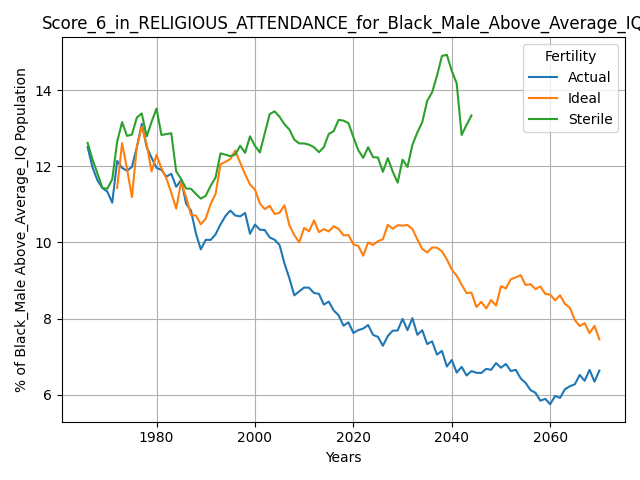 Score_6_in_RELIGIOUS_ATTENDANCE_for_Black_Male_Above_Average_IQ
Fertility
Actual
Ideal
Sterile
% of Black_Male Above_Average_IQ Population
14
12
10
8
6
1980 2000 2020 2040 2060
Years